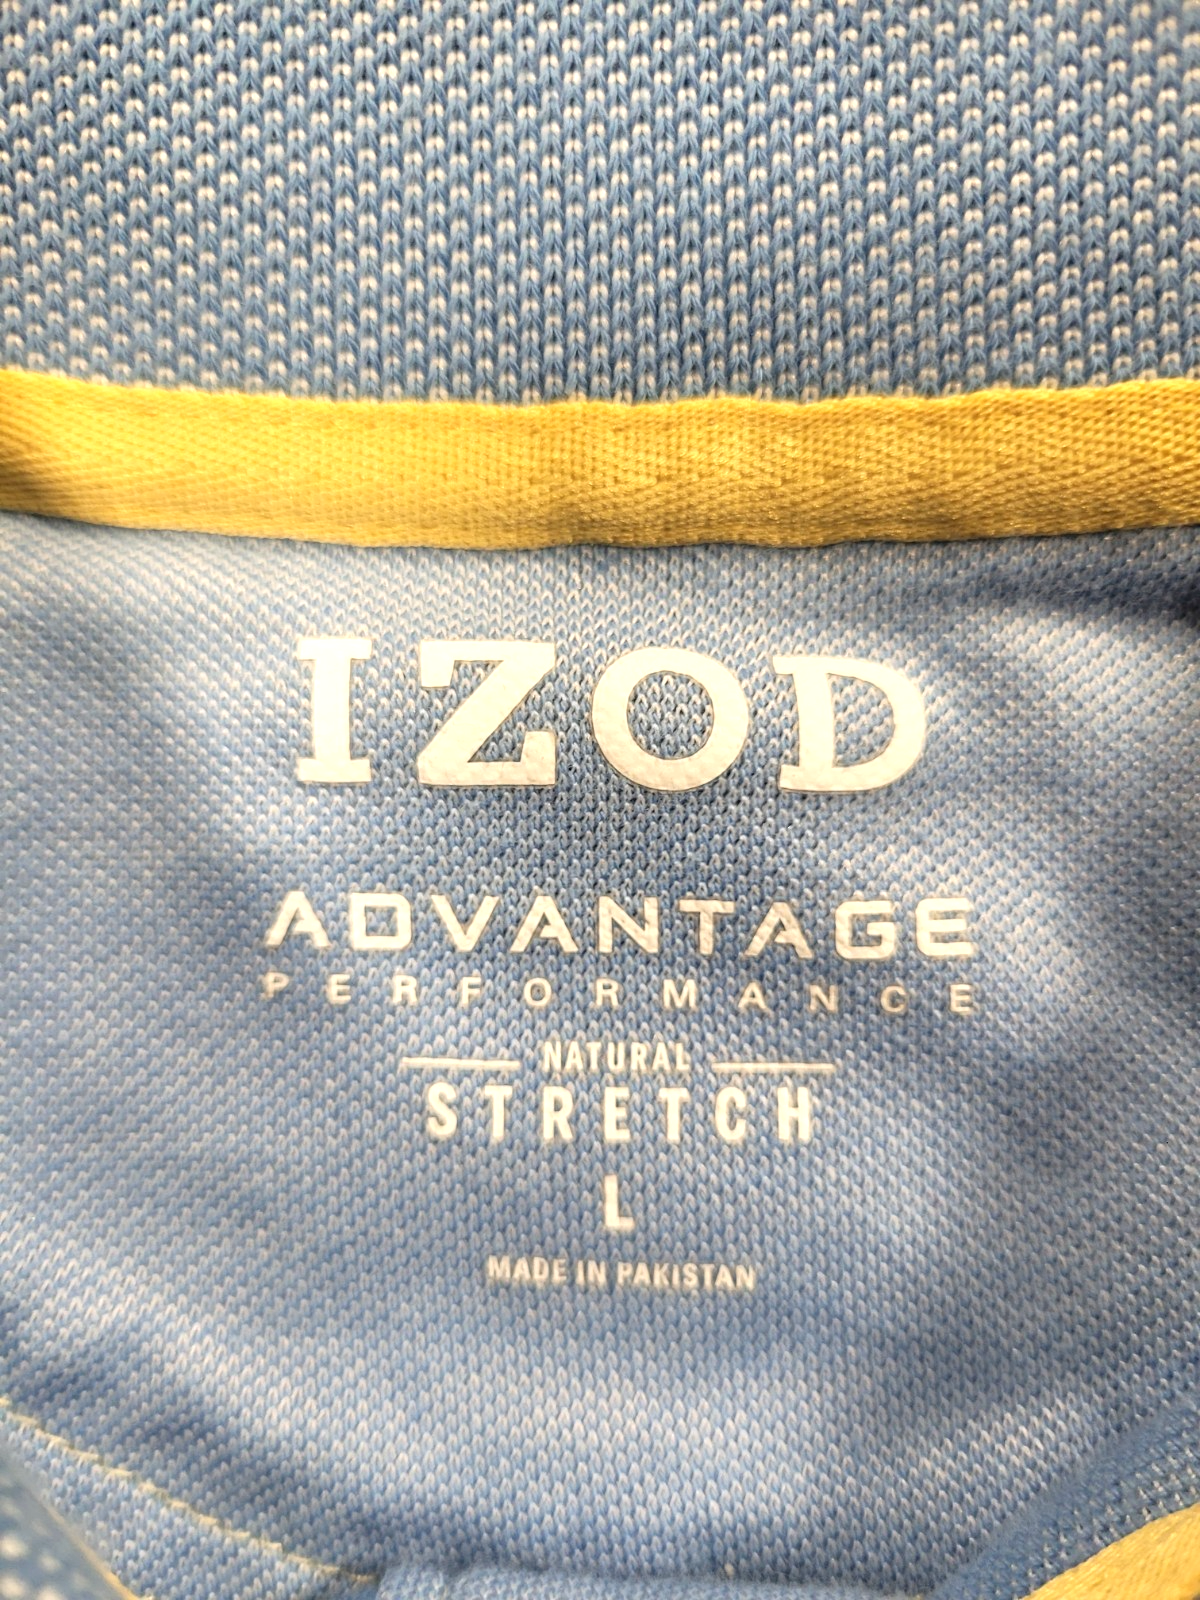 IZOD
ADVANTAGE
PERFORMANCE
NATURAL
STRETCH
L
MADE IN PAKISTAN